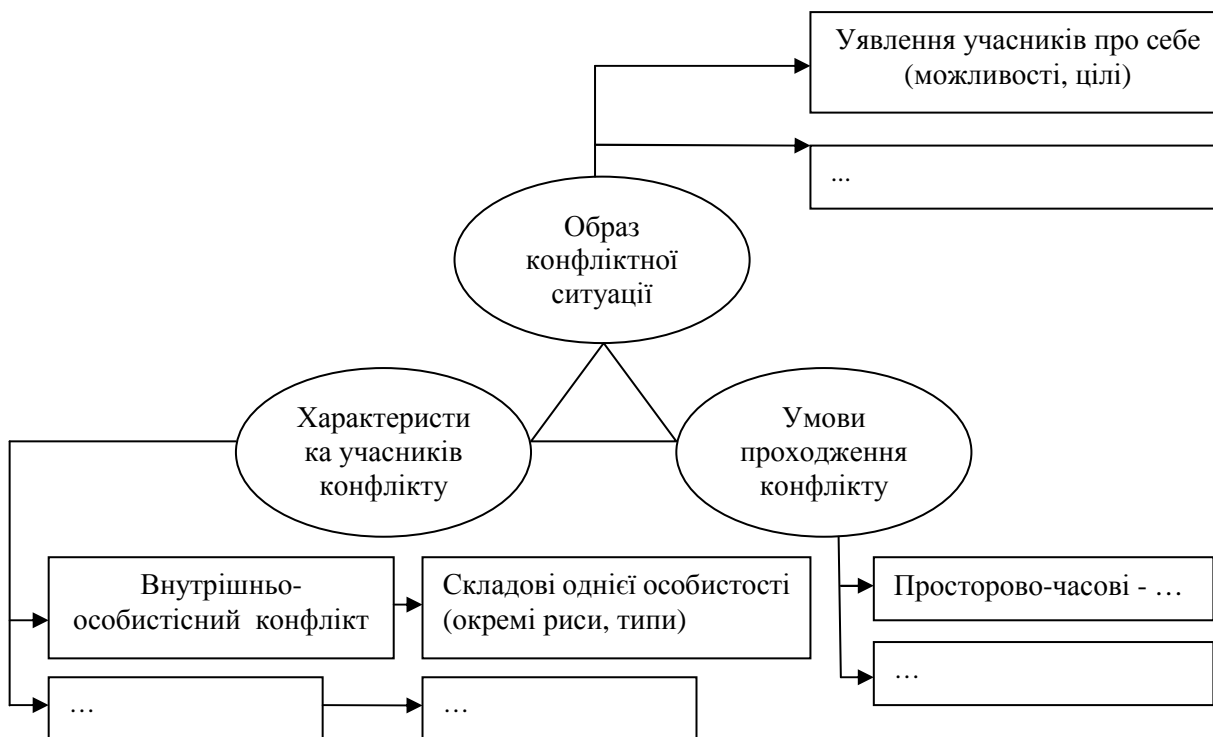 Уявлення учасників про себе
(можливості, цілі)
...
Образ
конфліктної
ситуації
Характеристи
ка учасників
конфлікту
Умови
проходження
конфлікту
Внутрішньо-
особистісний конфлікт
Складові однієї особистості
(окремі риси, типи)
Просторово-часові - …
…
…
…